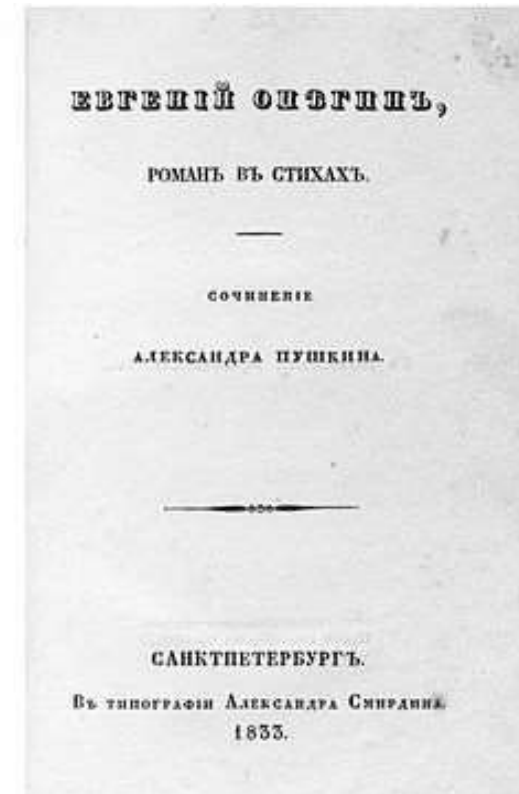 ЕВГЕНІЙ ОНѢГИНЪ,
РОМАНЪ ВЪ СТИХАХЪ.
СОЧИНЕНІЕ
АЛЕКСАНДРА ПУШКИНА.
САНКТПЕТЕРБУРГЪ.
Въ типографіи Александра Смирдина.
1833.